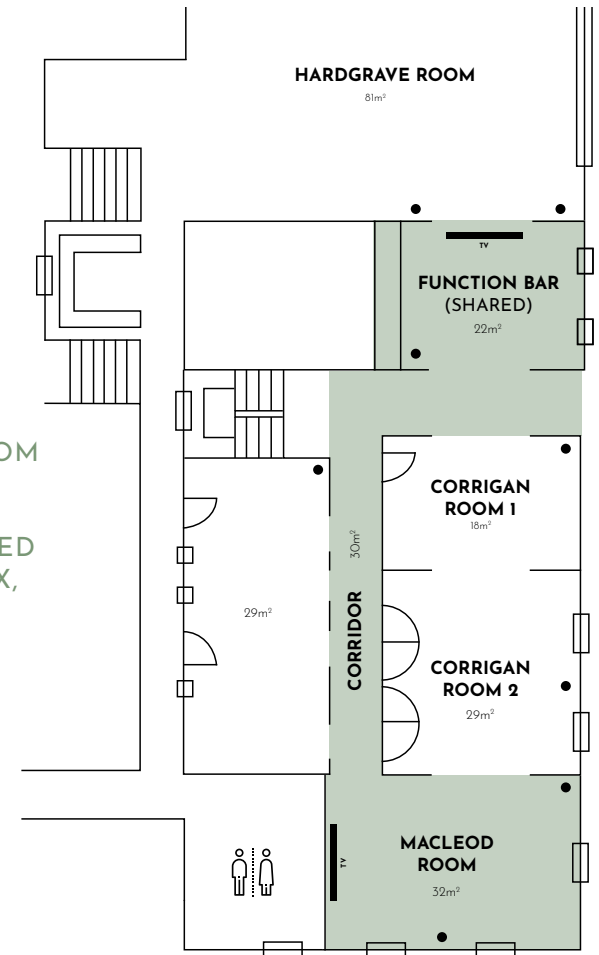 HARDGRAVE ROOM
81m²
TV
FUNCTION BAR
(SHARED)
22m²
OM
ED
X,
CORRIGAN
ROOM 1
18m²
30m²
CORRIDOR
29m²
CORRIGAN
ROOM 2
29m²
MACLEOD
ROOM
32m²
TV